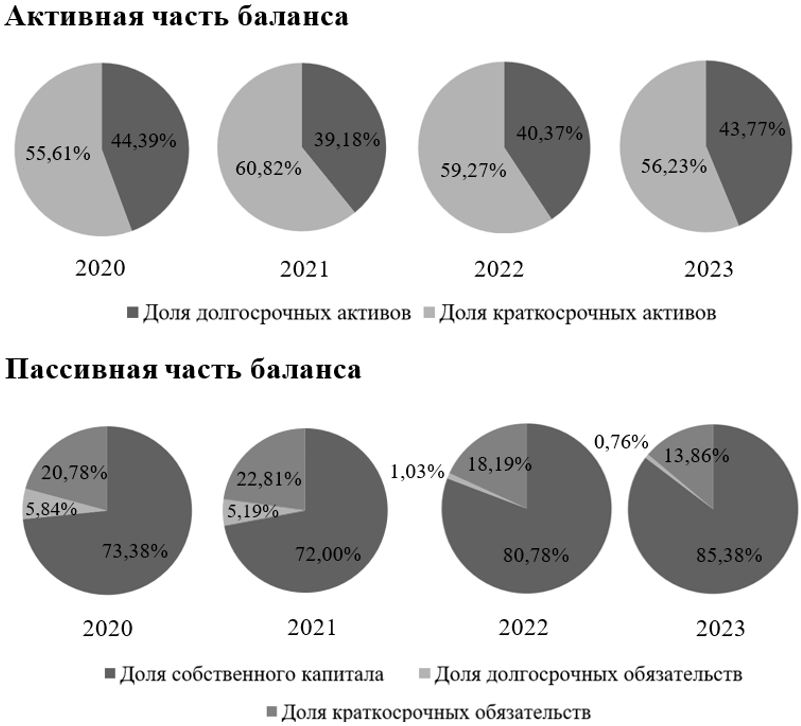 Активная часть баланса
55,61% 44,39% 60,82% 39,18% 59,27% 40,37% 56,23% 43,77%
2020 2021 2022 2023
Доля долгосрочных активов Доля краткосрочных активов
Пассивная часть баланса
20,78% 5,84% 73,38% 22,81% 5,19% 72,00% 1,03% 18,19% 80,78% 0,76% 13,86% 85,38%
2020 2021 2022 2023
Доля собственного капитала Доля долгосрочных обязательств
Доля краткосрочных обязательств